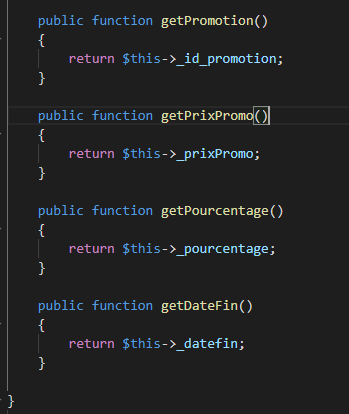 public function getPromotion()
{
return $this->_id_promotion;
}
public function getPrixPromo()
{
return $this->_prixPromo;
}
public function getPourcentage()
{
return $this->_pourcentage;
}
public function getDateFin()
{
return $this->_datefin;
}
}